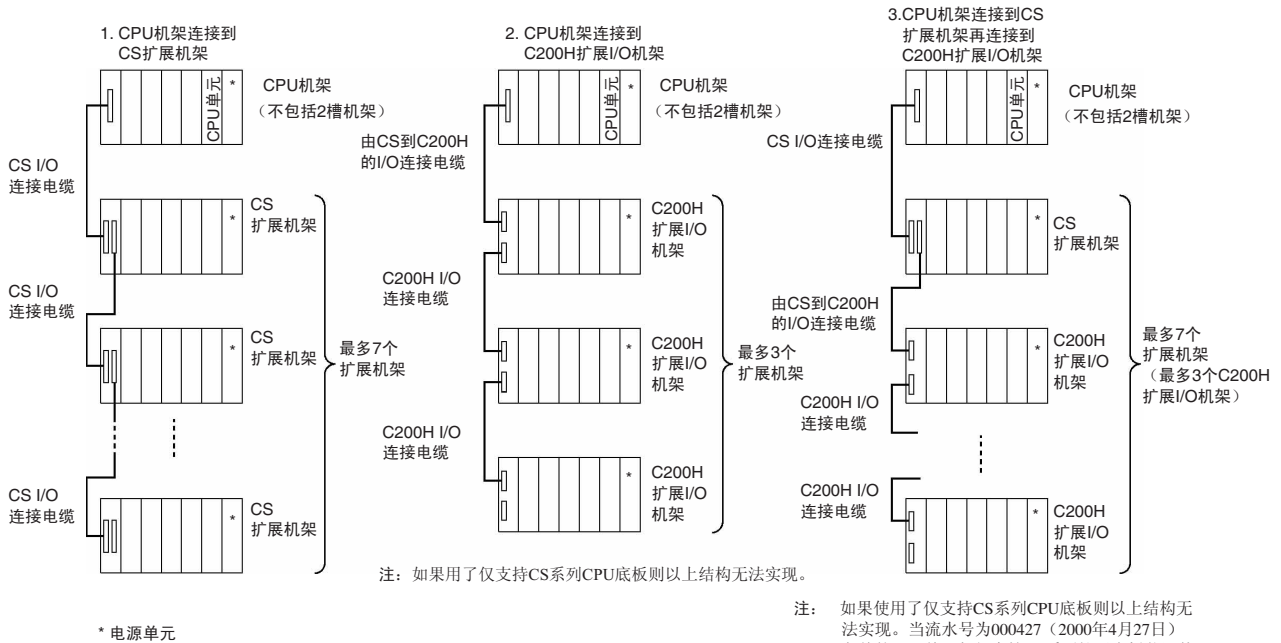 1. CPU机架连接到
CS扩展机架
CPU单元
*
CPU机架
（不包括2槽机架）
CS I/O
连接电缆
*
CS
扩展机架
CS I/O
连接电缆
*
CS
扩展机架
最多7个
扩展机架
CS I/O
连接电缆
*
CS
扩展机架
* 电源单元
2. CPU机架连接到
C200H扩展I/O机架
CPU单元
*
CPU机架
（不包括2槽机架）
由CS到C200H
的I/O连接电缆
*
C200H
扩展I/O
机架
C200H I/O
连接电缆
*
C200H
扩展I/O
机架
最多3个
扩展机架
C200H I/O
连接电缆
*
C200H
扩展I/O
机架
注：如果用了仅支持CS系列CPU底板则以上结构无法实现。
3.CPU机架连接到CS
扩展机架再连接到
C200H扩展I/O机架
CPU单元
*
CPU机架
（不包括2槽机架）
CS I/O连接电缆
*
CS
扩展机架
由CS到C200H
的I/O连接电缆
*
C200H
扩展I/O
机架
最多7个
扩展机架
（最多3个C200H
扩展I/O机架）
C200H I/O
连接电缆
C200H I/O
连接电缆
*
C200H
扩展I/O
机架
注： 如果使用了仅支持CS系列CPU底板则以上结构无
法实现。当流水号为000427（2000年4月27日）